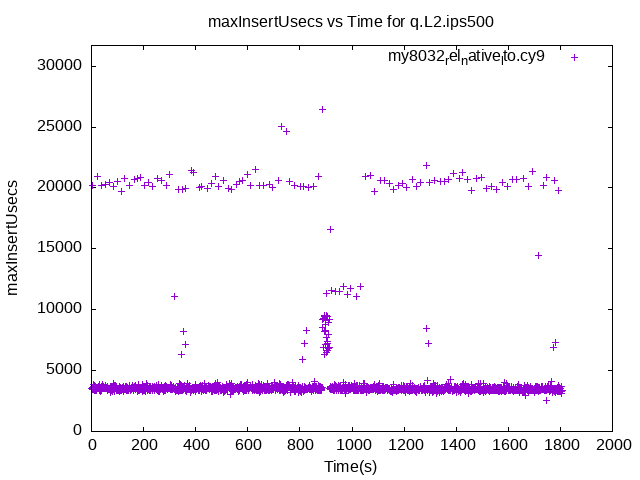 maxInsertUsecs vs Time for q.L2.ips500
my8032relnativelto.cy9
30000
25000
20000
15000
10000
5000
0
maxInsertUsecs
0 200 400 600 800 1000 1200 1400 1600 1800 2000
Time(s)